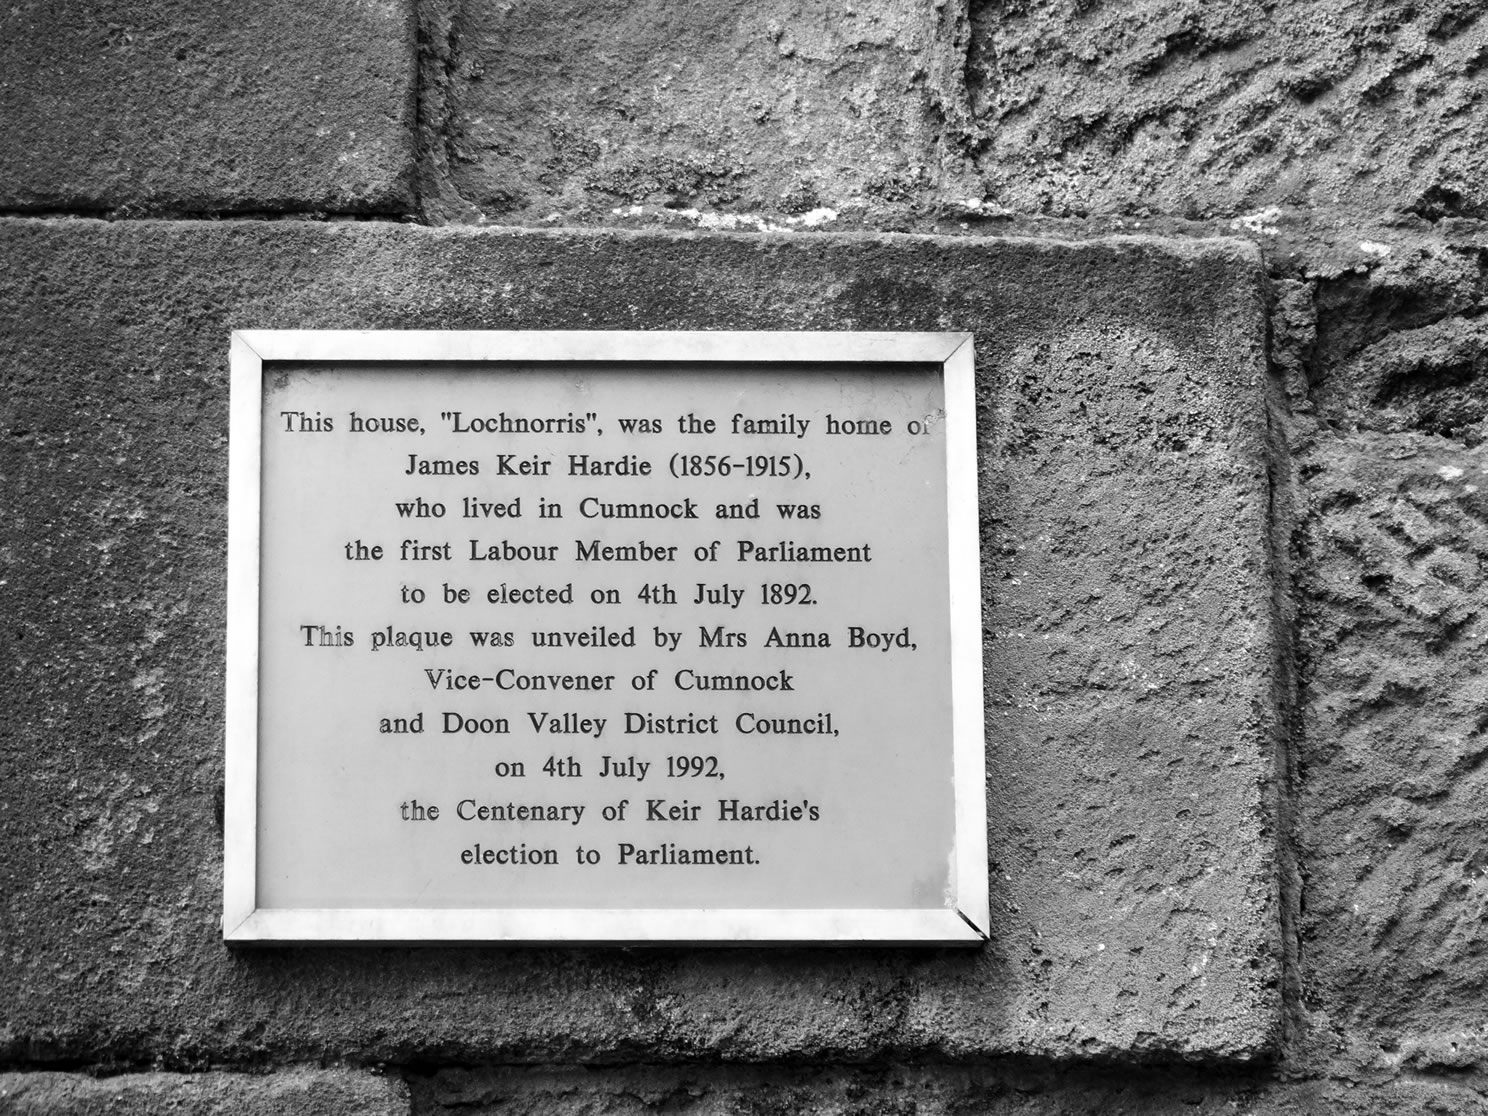 This house, "Lochnorris", was the family home of
James Keir Hardie (1856-1915),
who lived in Cumnock and was
the first Labour Member of Parliament
to be elected on 4th July 1892.
This plaque was unveiled by Mrs Anna Boyd,
Vice-Convener of Cumnock
and Doon Valley District Council,
on 4th July 1992,
the Centenary of Keir Hardie's
election to Parliament.